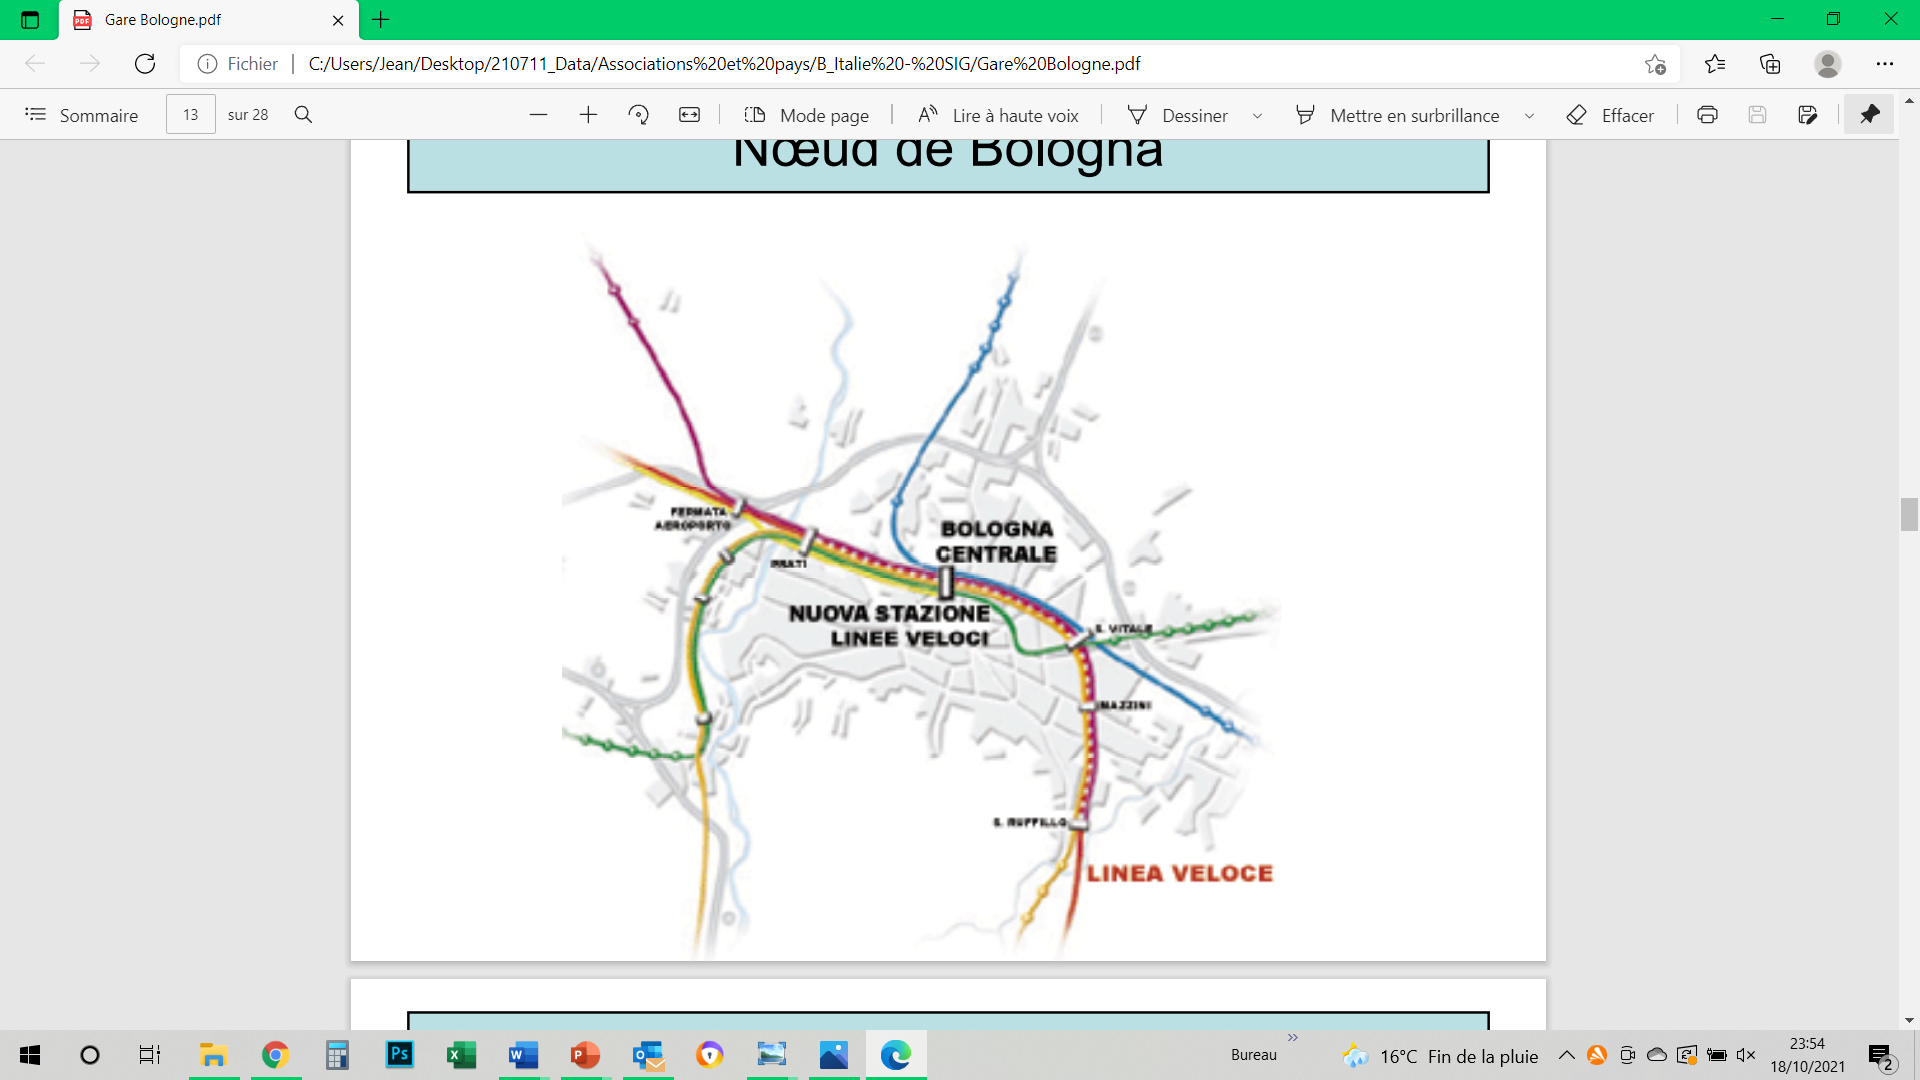 Gare Bologne.pdf
Fichier
C:/Users/Jean/Desktop/210711_Data/Associations%20et%20pays/B_Italie%20-%20SIG/Gare%20Bologne.pdf
Sommaire
13
sur 28
Mode page
Lire à haute voix
Dessiner
Mettre en surbrillance
Effacer
Nœud de Bologna
FERMATA
AEROPORTO
PRATI
BOLOGNA
CENTRALE
NUOVA STAZIONE
LINEE VELOCI
S. VITALE
MAZZINI
S. RUFFILLO
LINEA VELOCE
Bureau
16°C Fin de la pluie
23:54
18/10/2021
2